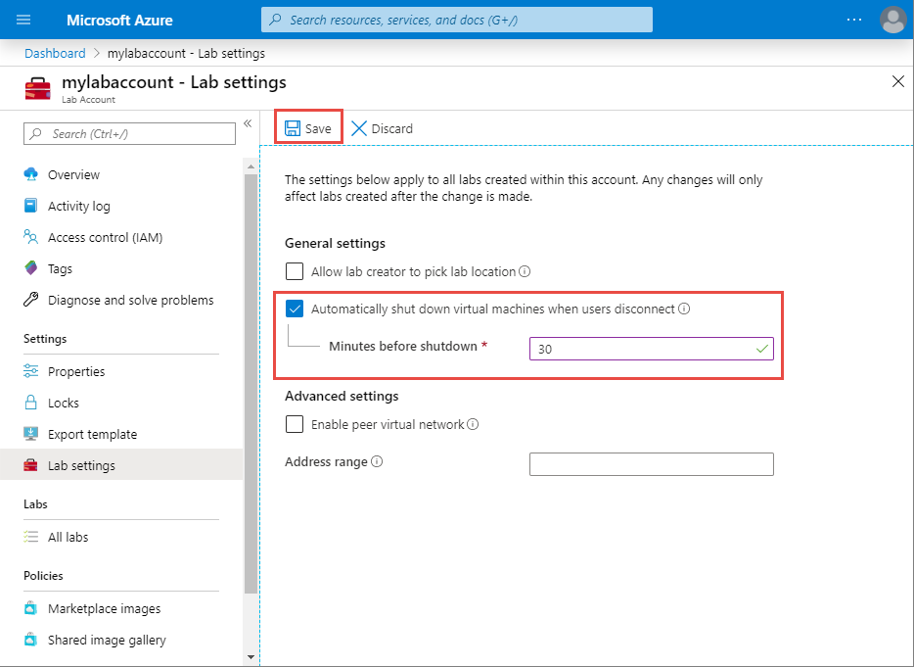 Microsoft Azure
Search resources, services, and docs (G+/)
...
Dashboard > mylabaccount - Lab settings
mylabaccount - Lab settings
Lab Account
Search (Ctrl+/)
«
Overview
Activity log
Access control (IAM)
Tags
Diagnose and solve problems
Settings
Properties
Locks
Export template
Lab settings
Labs
All labs
Policies
Marketplace images
Shared image gallery
Save
Discard
The settings below apply to all labs created within this account. Any changes will only
affect labs created after the change is made.
General settings
Allow lab creator to pick lab location
Automatically shut down virtual machines when users disconnect
Minutes before shutdown *
30
Advanced settings
Enable peer virtual network
Address range